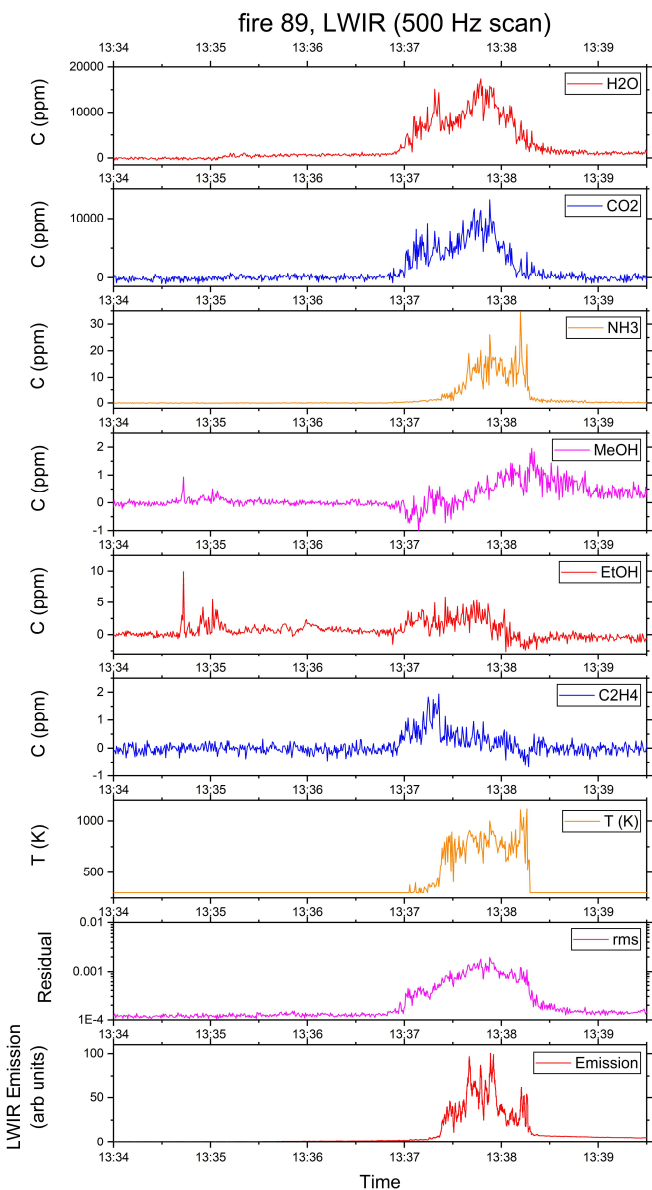 fire 89, LWIR (500 Hz scan)
13:34 13:35 13:36 13:37 13:38 13:39
20000
10000
0
C (ppm)
H2O
13:34 13:35 13:36 13:37 13:38 13:39
10000
0
C (ppm)
CO2
13:34 13:35 13:36 13:37 13:38 13:39
30
20
10
0
C (ppm)
NH3
13:34 13:35 13:36 13:37 13:38 13:39
2
1
0
-1
C (ppm)
MeOH
13:34 13:35 13:36 13:37 13:38 13:39
10
5
0
C (ppm)
EtOH
13:34 13:35 13:36 13:37 13:38 13:39
2
1
0
-1
C (ppm)
C2H4
13:34 13:35 13:36 13:37 13:38 13:39
1000
500
T (K)
T (K)
13:34 13:35 13:36 13:37 13:38 13:39
0.01
0.001
1E-4
Residual
rms
13:34 13:35 13:36 13:37 13:38 13:39
100
50
0
LWIR Emission
(arb units)
Emission
13:34 13:35 13:36 13:37 13:38 13:39
Time